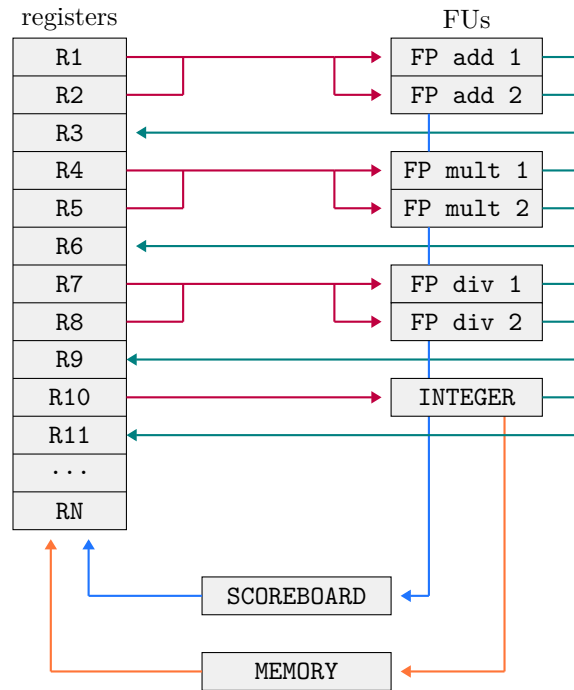 registers
FUs
R1
R2
R3
R4
R5
R6
R7
R8
R9
R10
R11
...
RN
FP add 1
FP add 2
FP mult 1
FP mult 2
FP div 1
FP div 2
INTEGER
SCOREBOARD
MEMORY